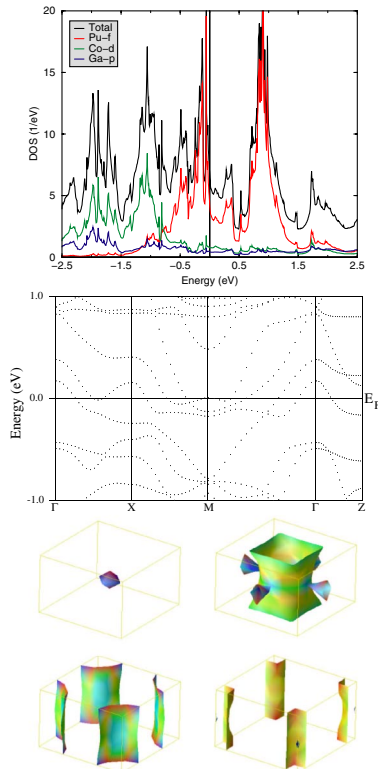 20
15
10
5
0
DOS (1/eV)
Total
Pu-f
Co-d
Ga-p
-2.5 -1.5 -0.5 0.5 1.5 2.5
Energy (eV)
1.0
0.0
-1.0
Energy (eV)
E_F
Γ X M Γ Z